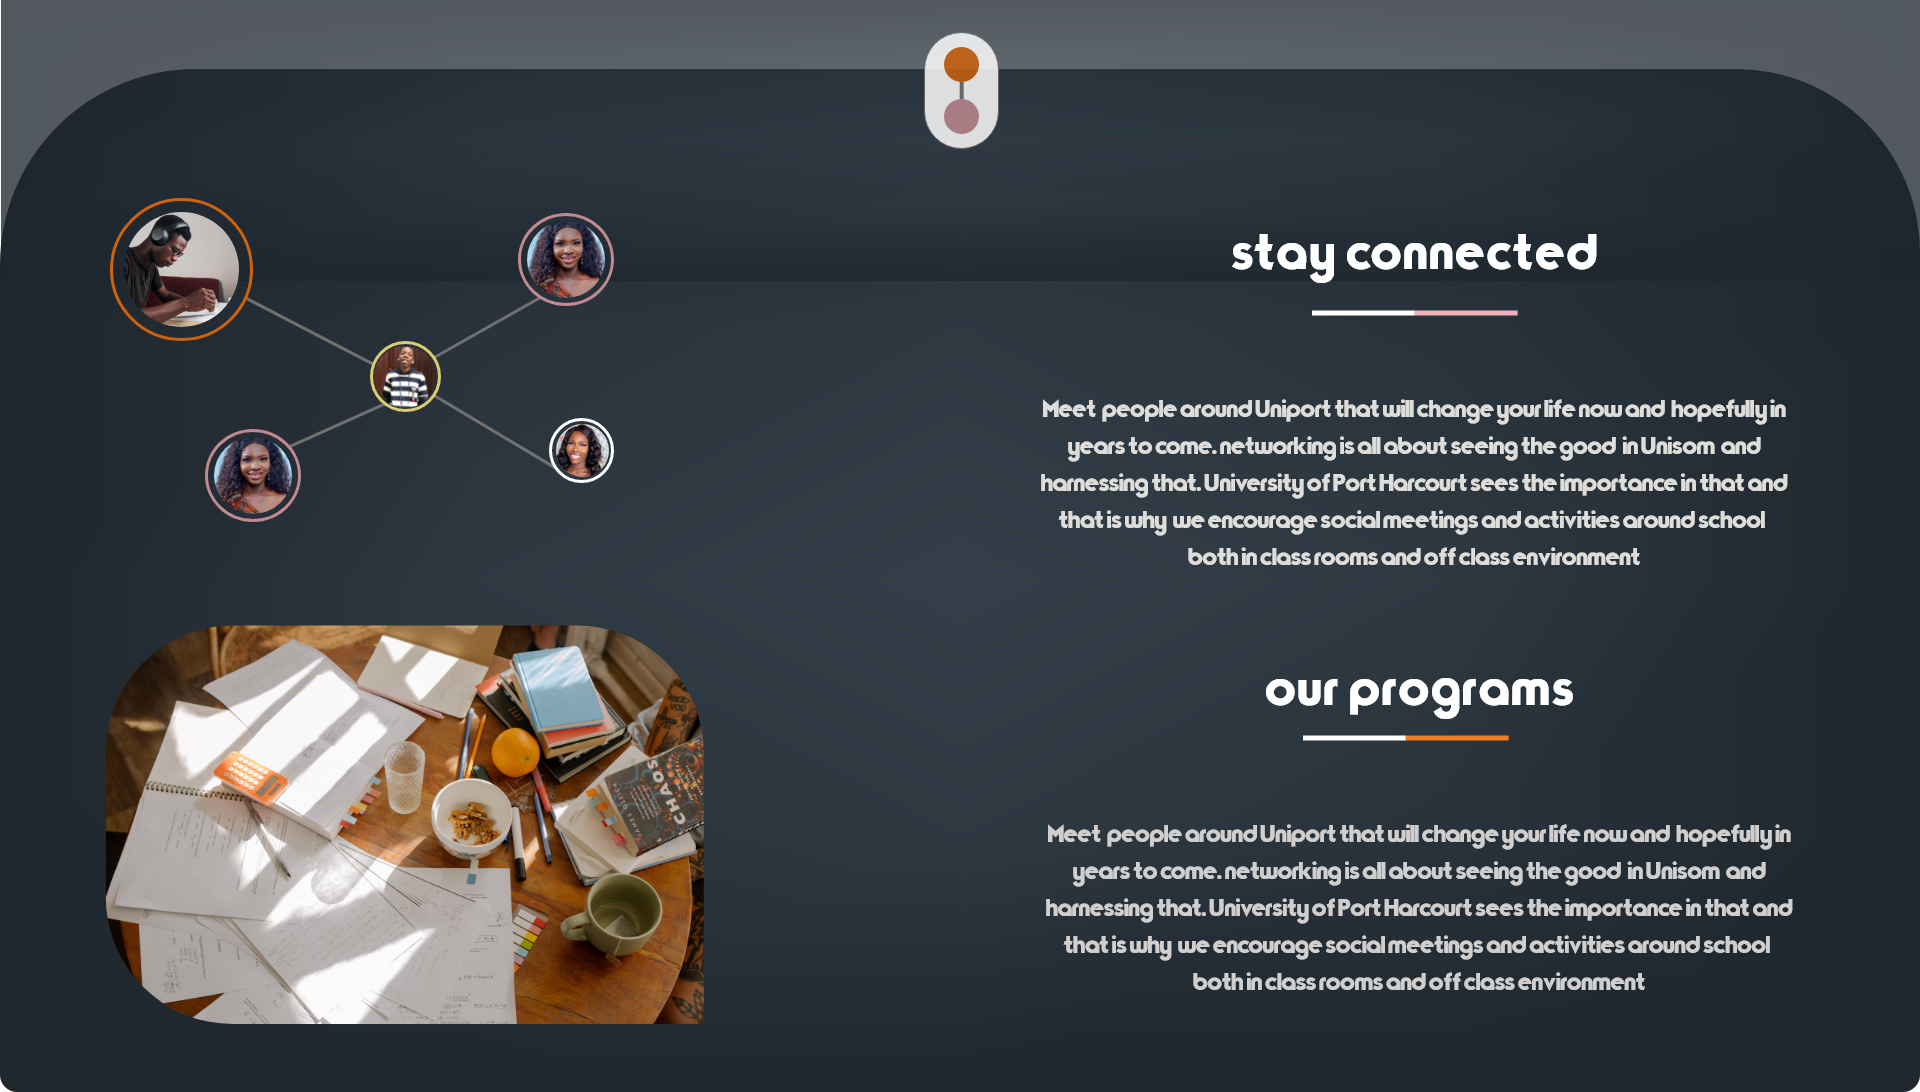 stay connected
Meet people around Uniport that will change your life now and hopefully in
years to come. networking is all about seeing the good in Unisom and
harnessing that. University of Port Harcourt sees the importance in that and
that is why we encourage social meetings and activities around school
both in class rooms and off class environment
CHAOS
our programs
Meet people around Uniport that will change your life now and hopefully in
years to come. networking is all about seeing the good in Unisom and
harnessing that. University of Port Harcourt sees the importance in that and
that is why we encourage social meetings and activities around school
both in class rooms and off class environment